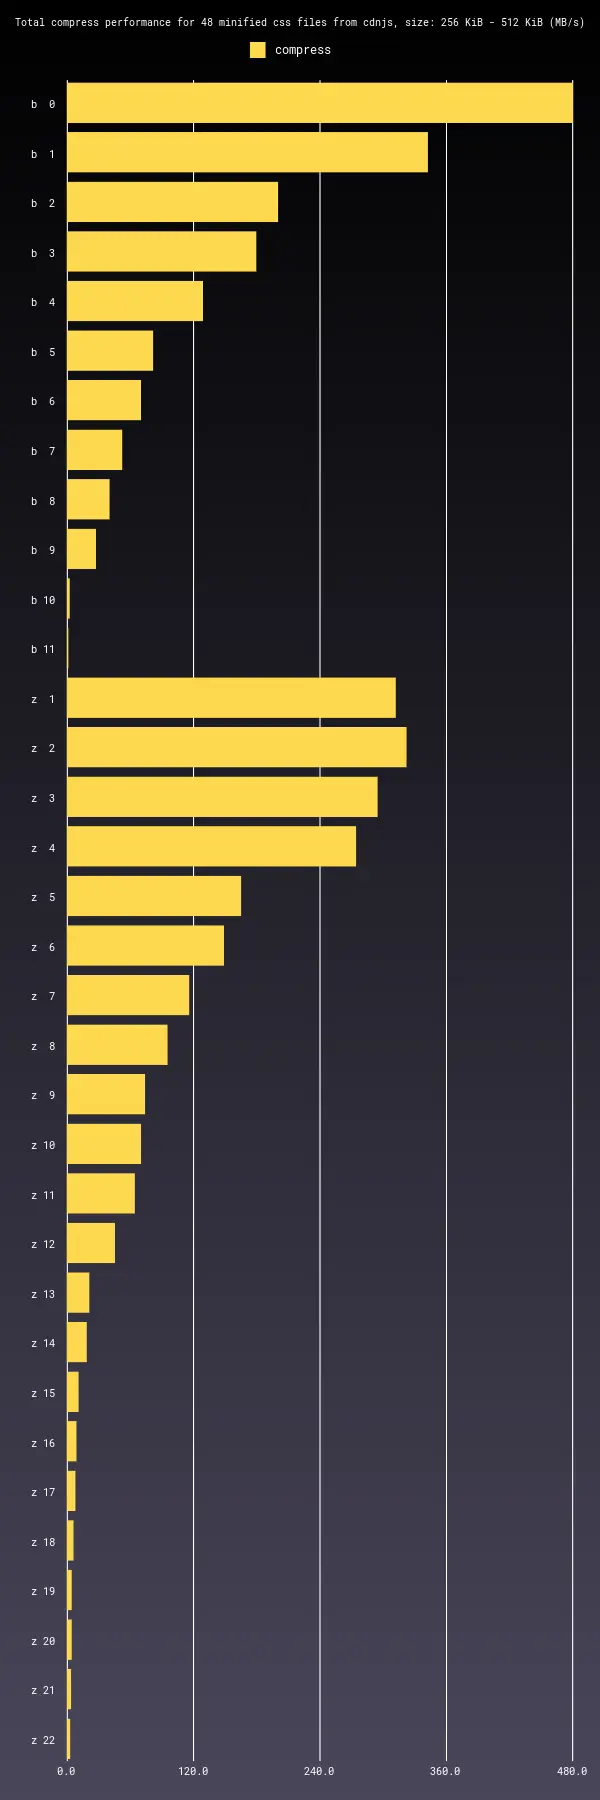 Total compress performance for 48 minified css files from cdnjs, size: 256 KiB - 512 KiB (MB/s)
compress
b 0
b 1
b 2
b 3
b 4
b 5
b 6
b 7
b 8
b 9
b 10
b 11
z 1
z 2
z 3
z 4
z 5
z 6
z 7
z 8
z 9
z 10
z 11
z 12
z 13
z 14
z 15
z 16
z 17
z 18
z 19
z 20
z 21
z 22
0.0 120.0 240.0 360.0 480.0